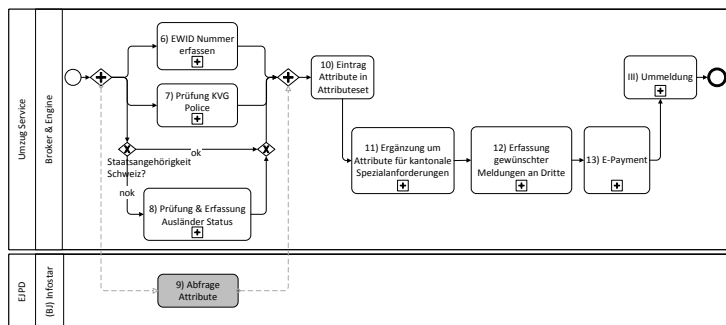 Umzug Service
Broker & Engine
6) EWID Nummer
erfassen
7) Prüfung KVG
Police
ok
Staatsangehörigkeit
Schweiz?
nok
8) Prüfung & Erfassung
Ausländer Status
10) Eintrag
Attribute in
Attributeset
11) Ergänzung um
Attribute für kantonale
Spezialanforderungen
12) Erfassung
gewünschter
Meldungen an Dritte
13) E-Payment
III) Ummeldung
EJPD
(BJ) Infostar
9) Abfrage
Attribute